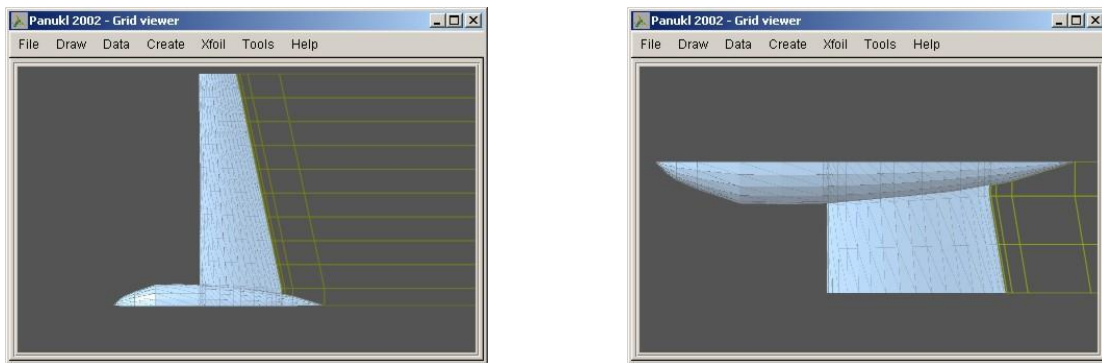 Panukl 2002 - Grid viewer
File Draw Data Create Xfoil Tools Help
Panukl 2002 - Grid viewer
File Draw Data Create Xfoil Tools Help